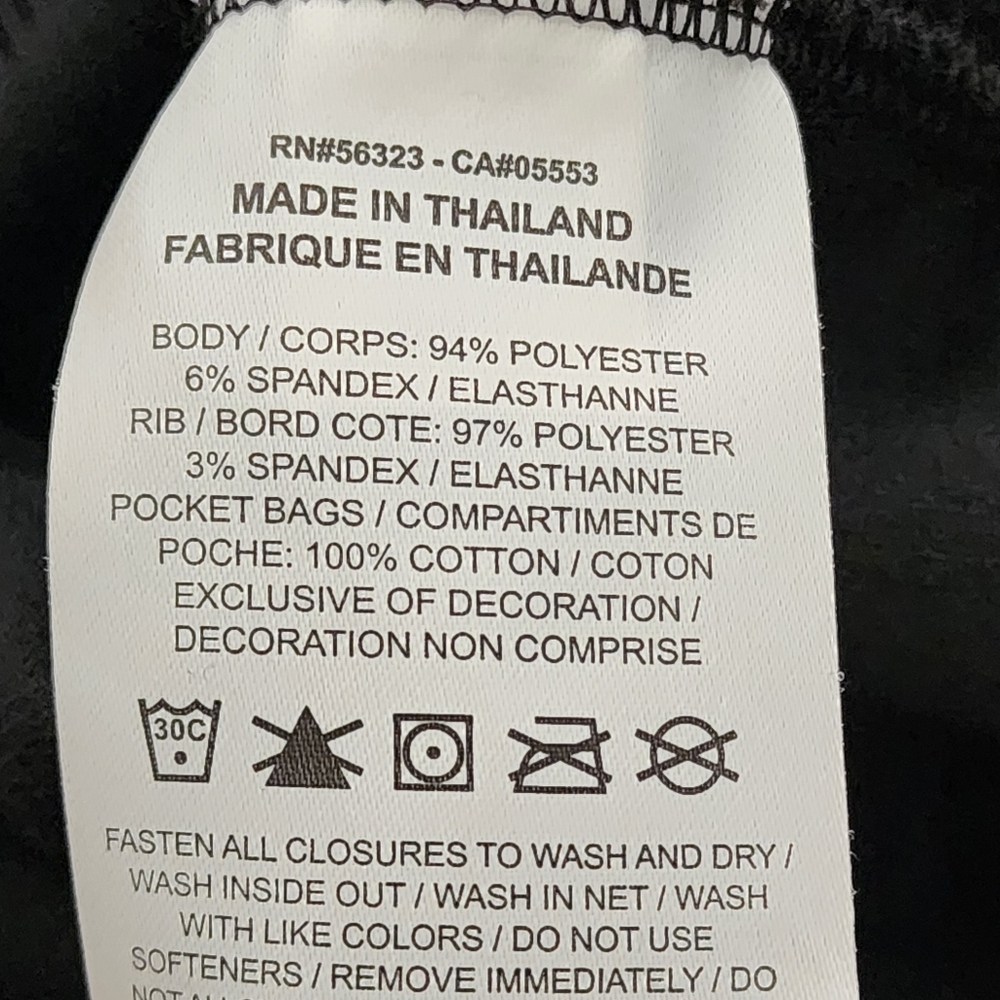 RN#56323 - CA#05553
MADE IN THAILAND
FABRIQUE EN THAILANDE
BODY / CORPS: 94% POLYESTER
6% SPANDEX / ELASTHANNE
RIB / BORD COTE: 97% POLYESTER
3% SPANDEX / ELASTHANNE
POCKET BAGS / COMPARTIMENTS DE
POCHE: 100% COTTON / COTON
EXCLUSIVE OF DECORATION /
DECORATION NON COMPRISE
30C
FASTEN ALL CLOSURES TO WASH AND DRY /
WASH INSIDE OUT / WASH IN NET / WASH
WITH LIKE COLORS / DO NOT USE
SOFTENERS / REMOVE IMMEDIATELY / DO